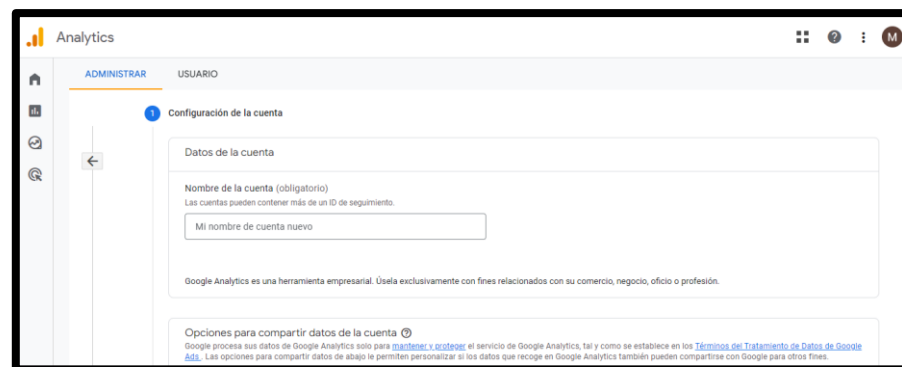 Analytics
M
ADMINISTRAR USUARIO
1 Configuración de la cuenta
Datos de la cuenta
Nombre de la cuenta (obligatorio)
Las cuentas pueden contener más de un ID de seguimiento.
Mi nombre de cuenta nuevo
Google Analytics es una herramienta empresarial. Úsela exclusivamente con fines relacionados con su comercio, negocio, oficio o profesión.
Opciones para compartir datos de la cuenta
Google procesa sus datos de Google Analytics solo para mantener y proteger el servicio de Google Analytics, tal y como se establece en los Términos del Tratamiento de Datos de Google
Ads . Las opciones para compartir datos de abajo le permiten personalizar si los datos que recoge en Google Analytics también pueden compartirse con Google para otros fines.